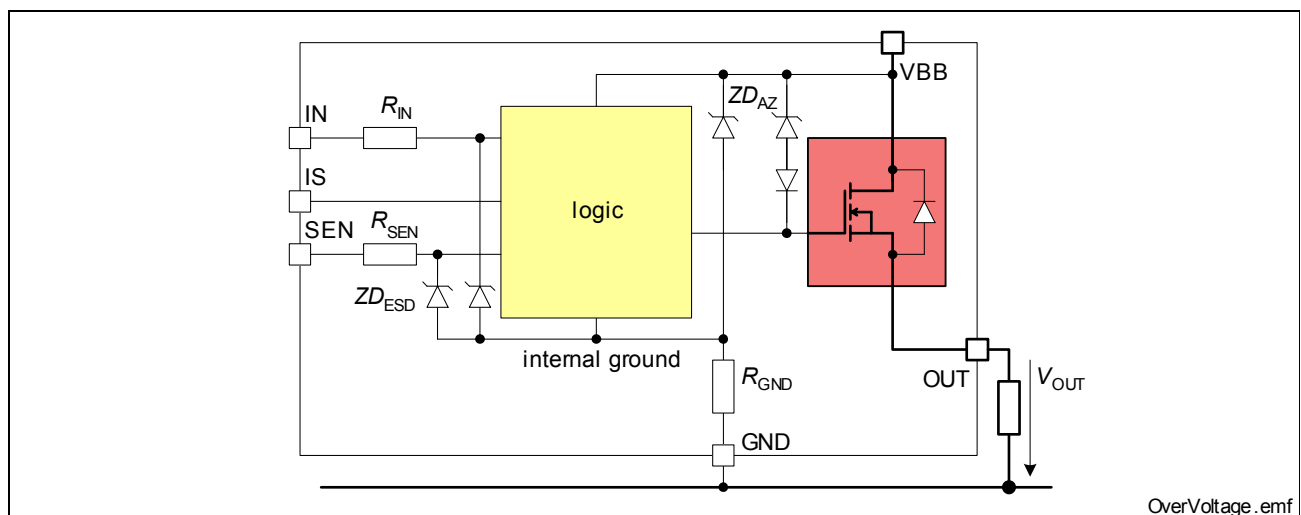 VBB
IN
R_IN
ZD_AZ
IS
logic
SEN
R_SEN
ZD_ESD
internal ground
R_GND
OUT
V_OUT
GND
OverVoltage.emf